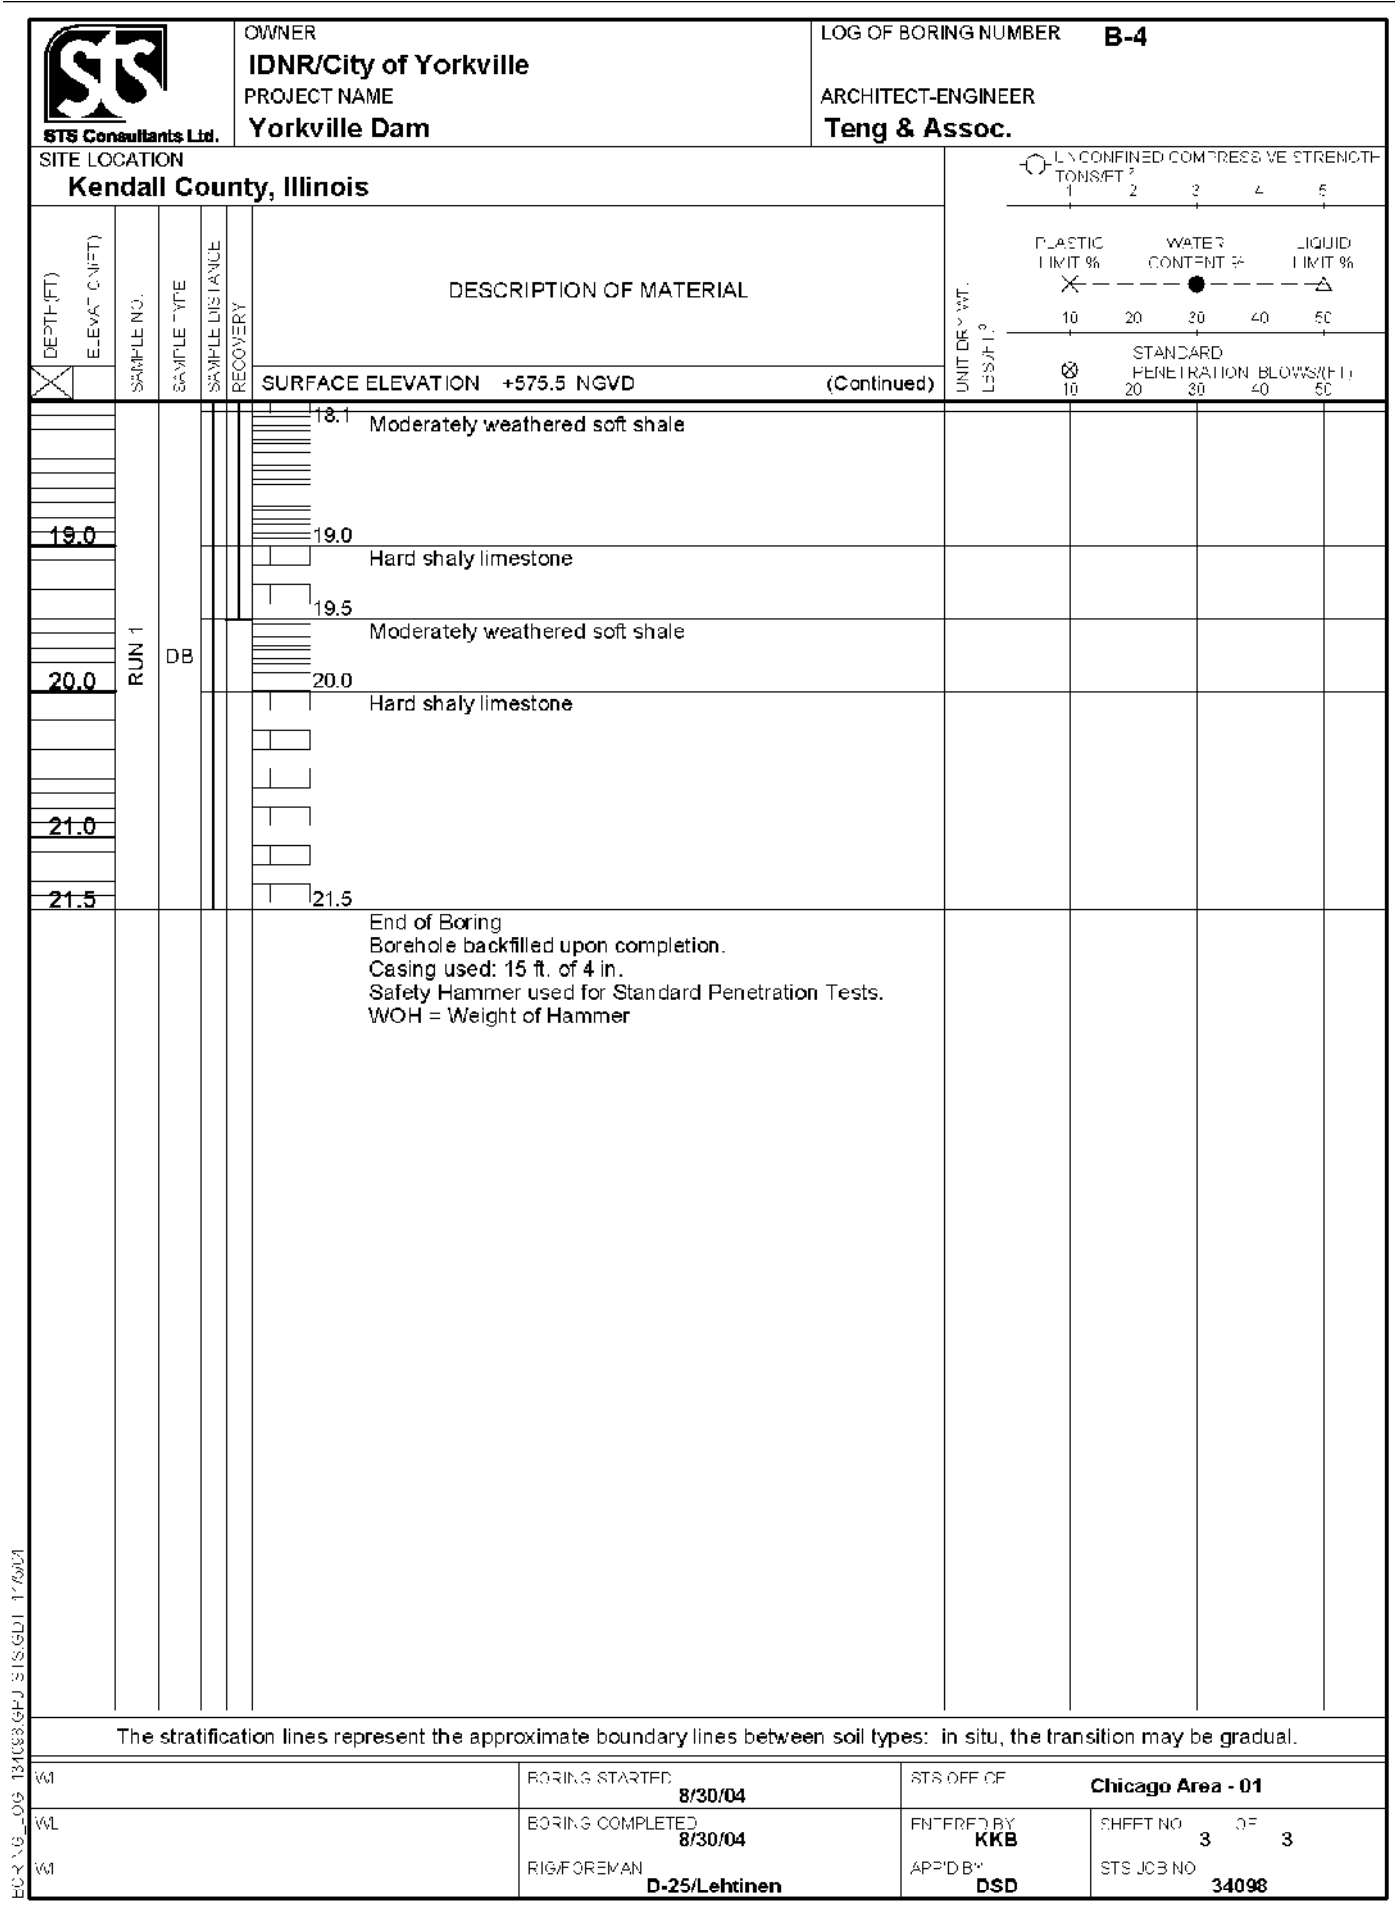 STS
STS Consultants Ltd.
OWNER
IDNR/City of Yorkville
PROJECT NAME
Yorkville Dam
LOG OF BORING NUMBER B-4
ARCHITECT-ENGINEER
Teng & Assoc.
SITE LOCATION
Kendall County, Illinois
UNCONFINED COMPRESSIVE STRENGTH
TONS/FT.2
1 2 3 4 5
PLASTIC LIMIT %
WATER CONTENT %
LIQUID LIMIT %
10 20 30 40 50
STANDARD
PENETRATION BLOWS/(FT)
10 20 30 40 50
DEPTH (FT)
ELEVATION(FT)
SAMPLE NO.
SAMPLE TYPE
SAMPLE DISTANCE
RECOVERY
DESCRIPTION OF MATERIAL
UNIT DRY WT.
LBS/FT.3
SURFACE ELEVATION +575.5 NGVD (Continued)
18.1 Moderately weathered soft shale
19.0 19.0
Hard shaly limestone
19.5
Moderately weathered soft shale
RUN 1
DB
20.0 20.0
Hard shaly limestone
21.0
21.5 21.5
End of Boring
Borehole backfilled upon completion.
Casing used: 15 ft. of 4 in.
Safety Hammer used for Standard Penetration Tests.
WOH = Weight of Hammer
The stratification lines represent the approximate boundary lines between soil types: in situ, the transition may be gradual.
WL
BORING STARTED
8/30/04
STS OFFICE
Chicago Area - 01
WL
BORING COMPLETED
8/30/04
ENTERED BY
KKB
SHEET NO. OF
3 3
WL
RIG/FOREMAN
D-25/Lehtinen
APP'D BY
DSD
STS JOB NO.
34098